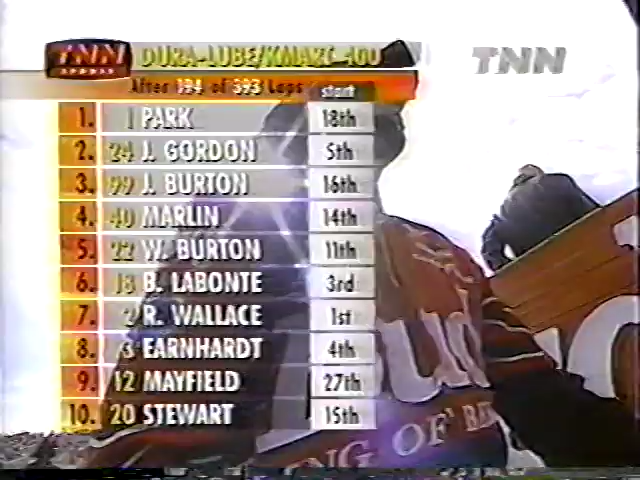 TNN SPORTS DURA-LUBE/KMART 400 TNN
After 194 of 393 Laps start
1. 1 PARK 18th
2. 24 J. GORDON 5th
3. 99 J. BURTON 16th
4. 40 MARLIN 14th
5. 22 W. BURTON 11th
6. 18 B. LABONTE 3rd
7. 2 R. WALLACE 1st
8. 3 EARNHARDT 4th
9. 12 MAYFIELD 27th
10. 20 STEWART 15th
OF